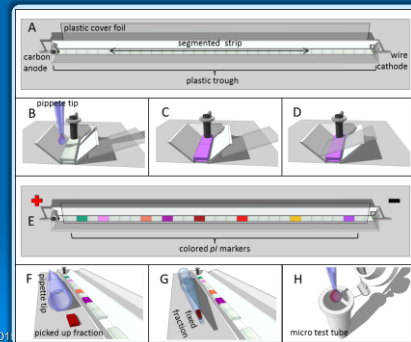 A
plastic cover foil
segmented strip
carbon
anode
wire
cathode
plastic trough
B
pippete tip
C
D
+
-
E
colored pI markers
F
pipette tip
picked up fraction
G
fixed
fraction
H
micro test tube